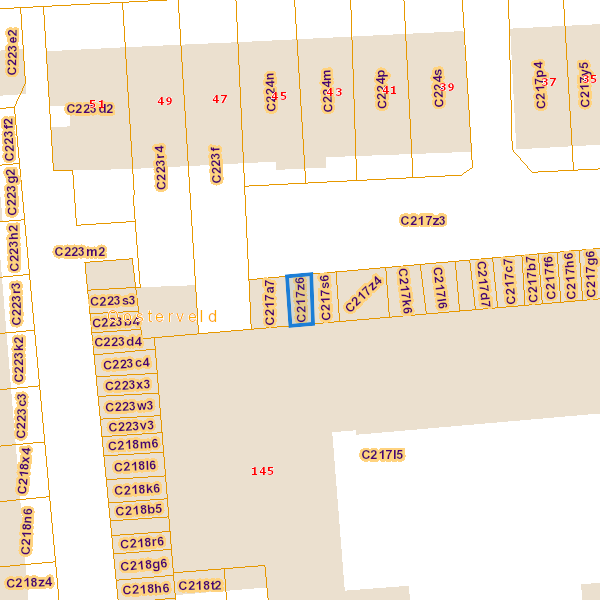 C223e2
C224n
C224m
C224p
C224s
C217p4
C217y5
51
49
47
45
43
41
39
37
35
C223d2
C223f2
C223r4
C223f
C223g2
C217z3
C223h2
C223m2
C217a7
C217z6
C217s6
C217z4
C217k6
C217l6
C217d7
C217c7
C217b7
C217f6
C217h6
C217g6
C223r3
C223s3
C223b4
Oosterveld
C223d4
C223k2
C223c4
C223x3
C223c3
C223w3
C223v3
C218m6
C217l5
C218x4
C218l6
145
C218k6
C218b5
C218n6
C218r6
C218g6
C218z4
C218h6
C218t2